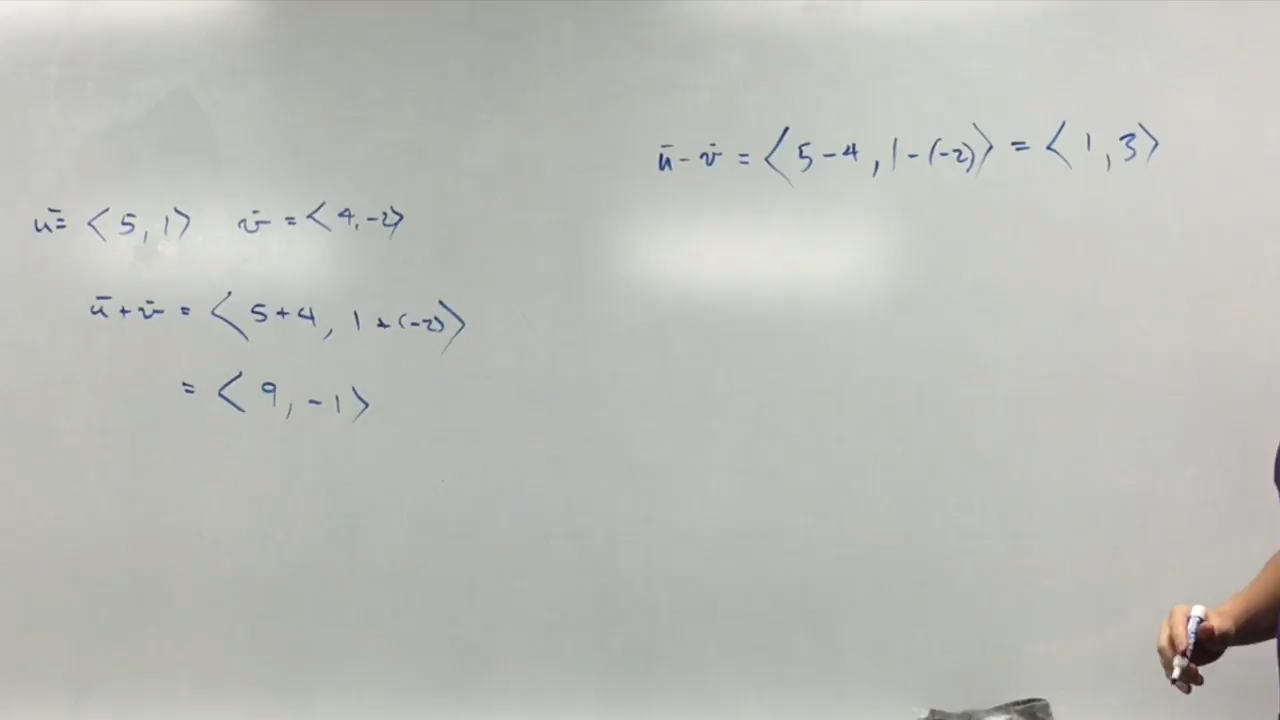 ū = ⟨5, 1⟩ v̄ = ⟨4, -2⟩
ū + v̄ = ⟨5+4, 1+(-2)⟩
= ⟨9, -1⟩
ū - v̄ = ⟨5-4, 1-(-2)⟩ = ⟨1, 3⟩